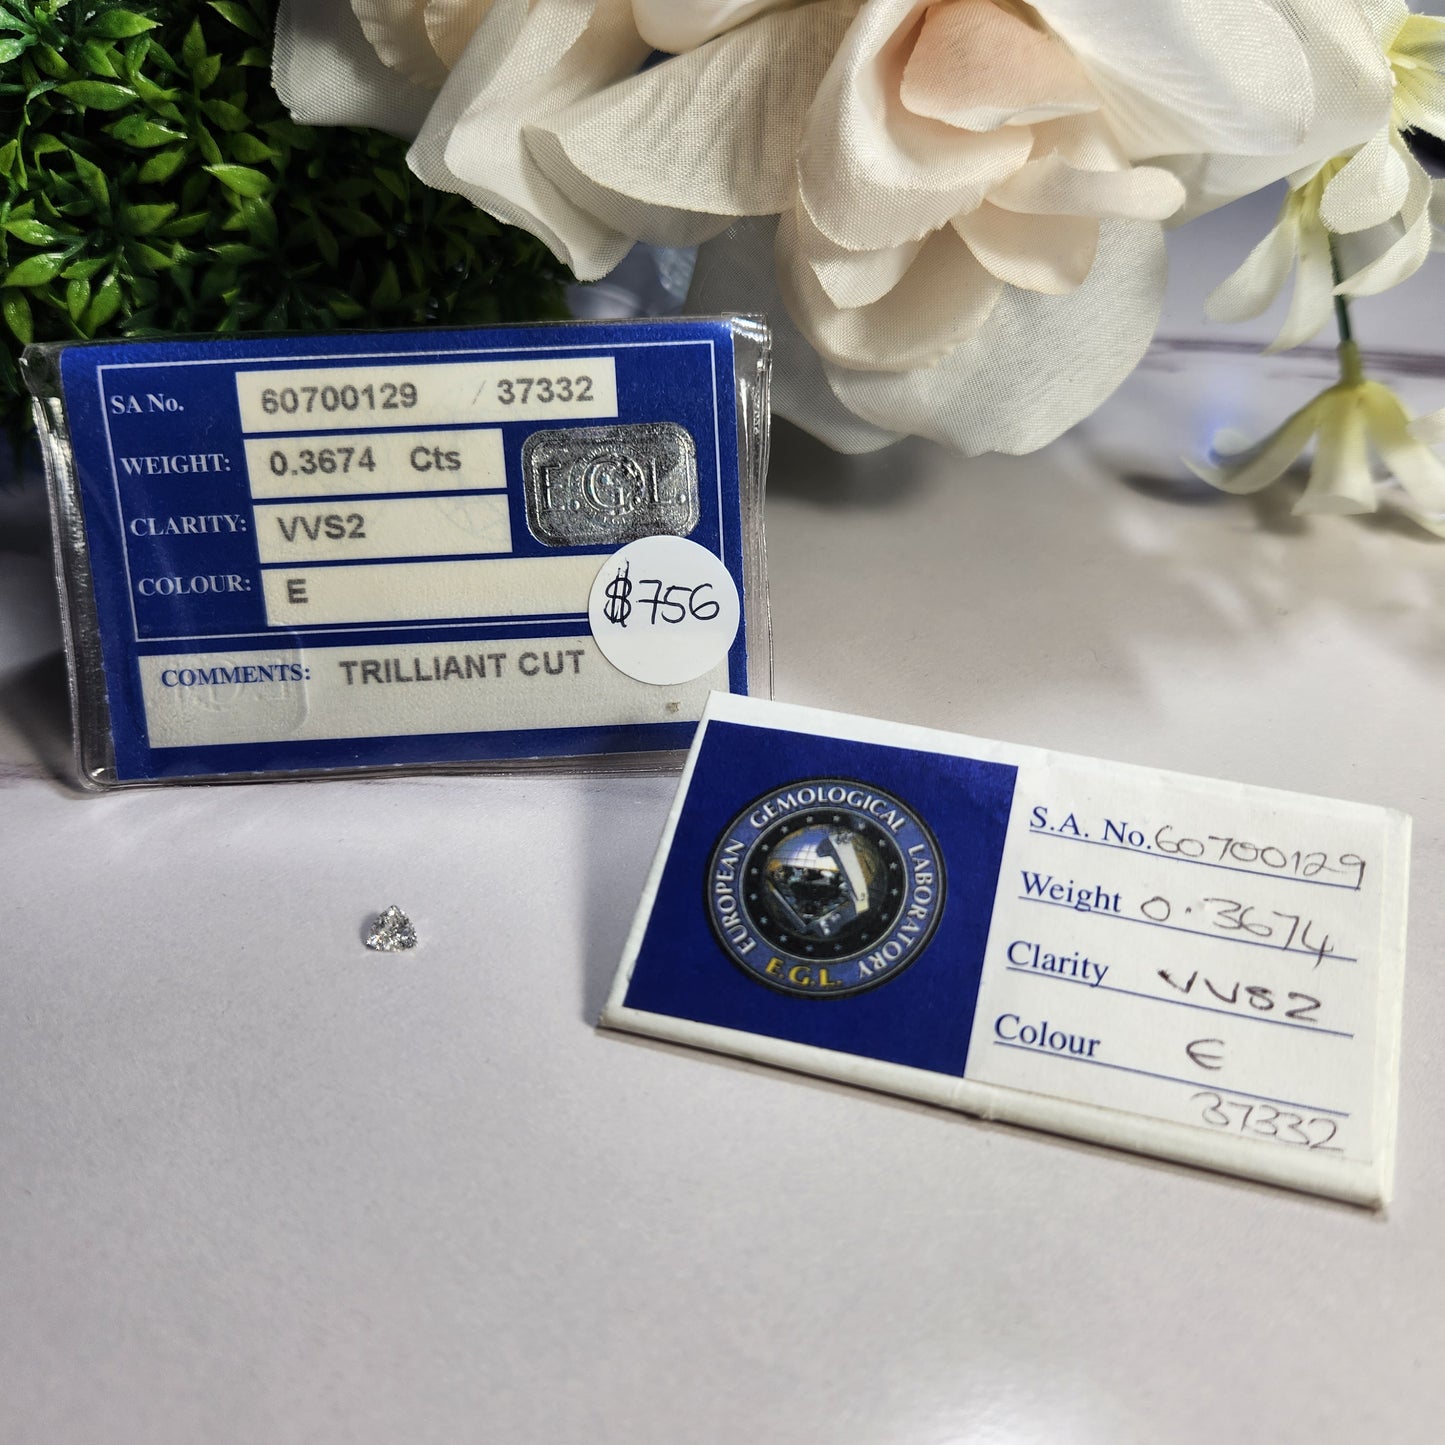 SA No. 60700129 / 37332
WEIGHT: 0.3674 Cts
E.G.L.
CLARITY: VVS2
COLOUR: E
$756
COMMENTS: TRILLIANT CUT
EUROPEAN GEMOLOGICAL LABORATORY
E.G.L.
S.A. No. 60700129
Weight 0.3674
Clarity VVS2
Colour E
37332